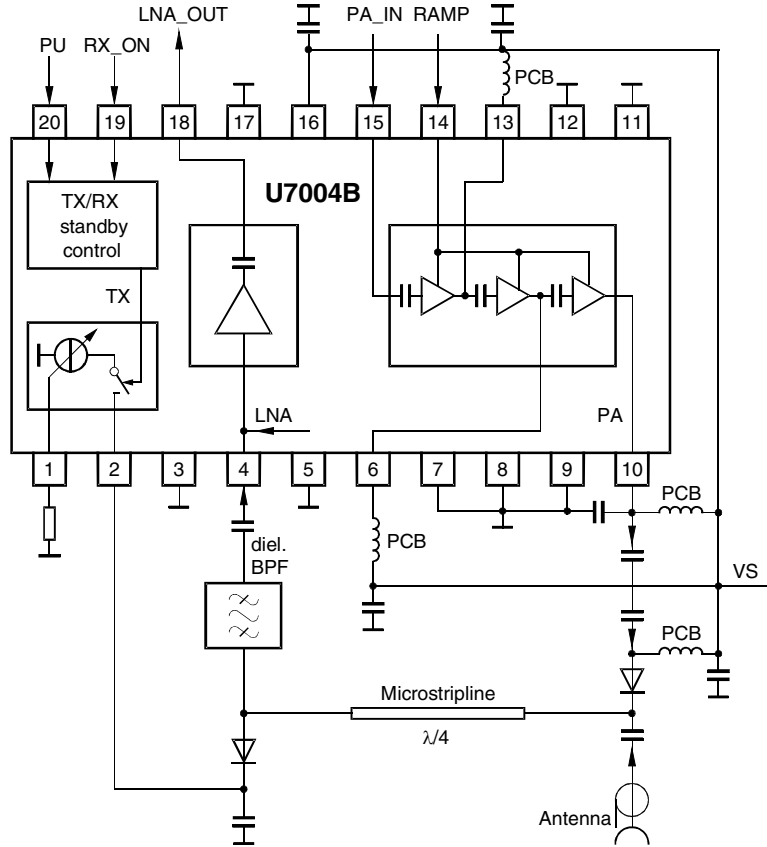 LNA_OUT PA_IN RAMP
PU RX_ON PCB
20 19 18 17 16 15 14 13 12 11
U7004B
TX/RX
standby
control
TX
LNA PA
1 2 3 4 5 6 7 8 9 10
PCB
diel.
BPF
PCB
VS
PCB
Microstripline
λ/4
Antenna